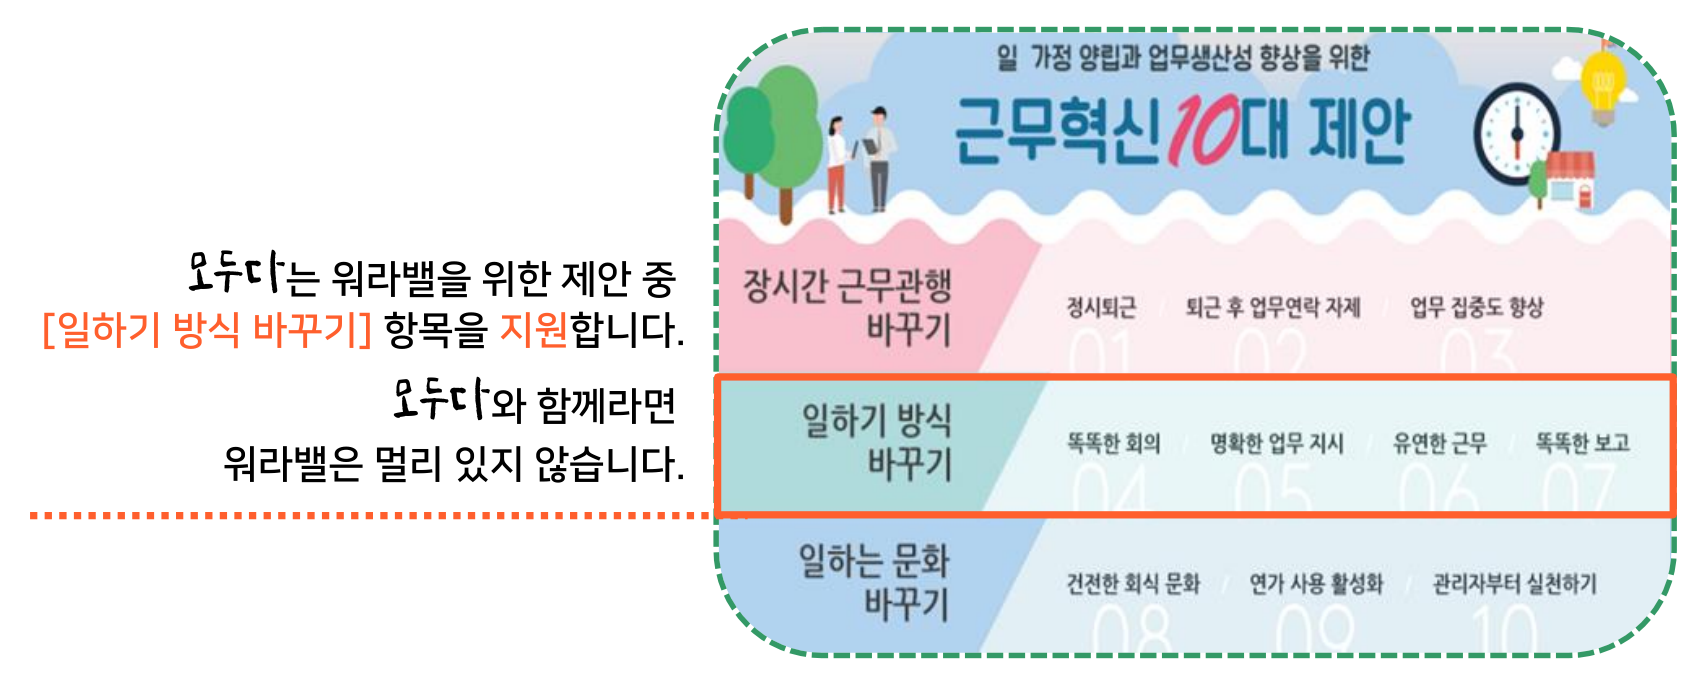 모두다는 워라밸을 위한 제안 중
[일하기 방식 바꾸기] 항목을 지원합니다.
모두다와 함께라면
워라밸은 멀리 있지 않습니다.
일 가정 양립과 업무생산성 향상을 위한
근무혁신 10대 제안
장시간 근무관행
바꾸기
정시퇴근 / 퇴근 후 업무연락 자제 / 업무 집중도 향상
01 02 03
일하기 방식
바꾸기
똑똑한 회의 / 명확한 업무 지시 / 유연한 근무 / 똑똑한 보고
04 05 06 07
일하는 문화
바꾸기
건전한 회식 문화 / 연가 사용 활성화 / 관리자부터 실천하기
08 09 10